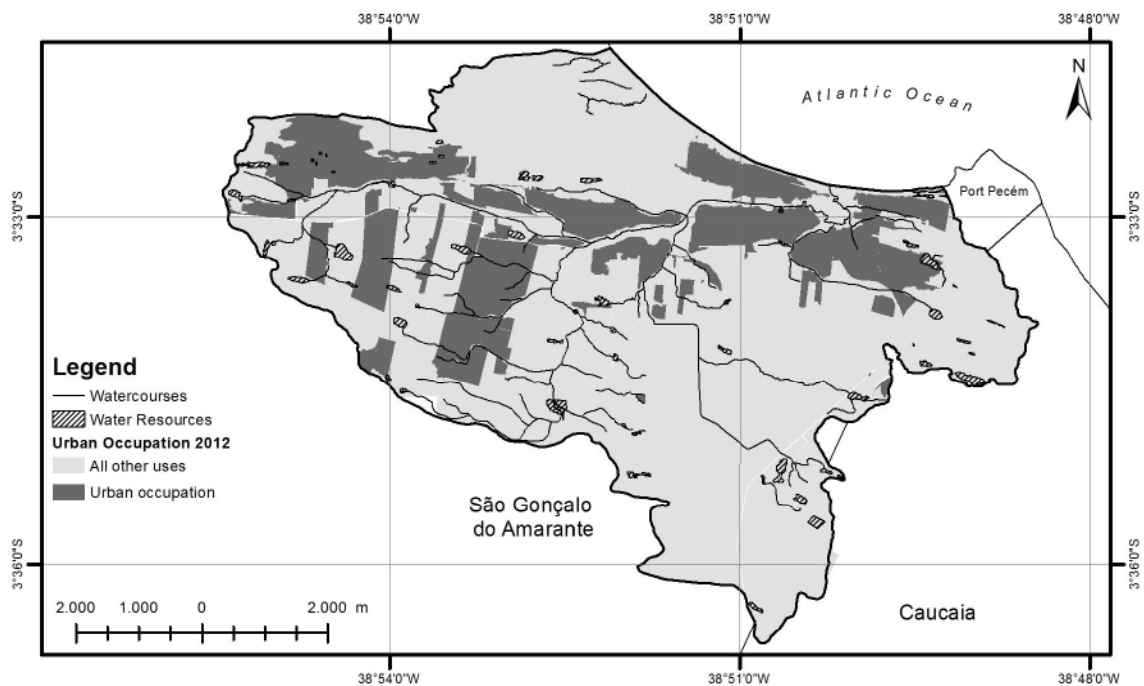 38°54'0"W
38°51'0"W
38°48'0"W
N
Atlantic Ocean
Port Pecém
3°33'0"S
3°33'0"S
Legend
Watercourses
Water Resources
Urban Occupation 2012
All other uses
Urban occupation
São Gonçalo
do Amarante
3°36'0"S
3°36'0"S
2.000 1.000 0 2.000 m
Caucaia
38°54'0"W
38°51'0"W
38°48'0"W